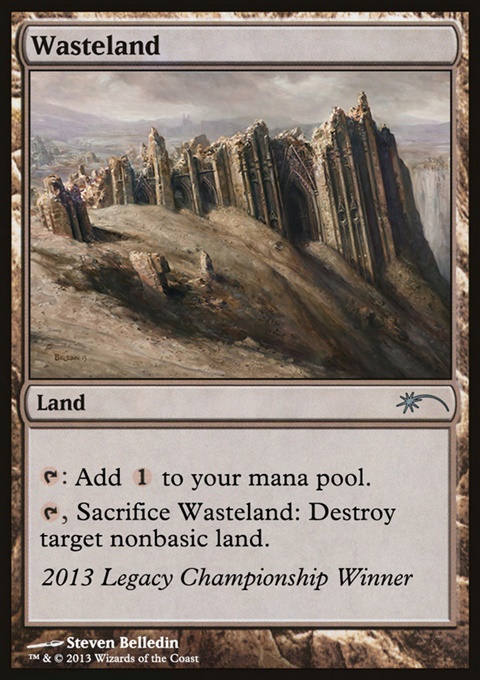 Wasteland
Land
: Add 1 to your mana pool.
, Sacrifice Wasteland: Destroy
target nonbasic land.
2013 Legacy Championship Winner
Steven Belledin
™ & © 2013 Wizards of the Coast